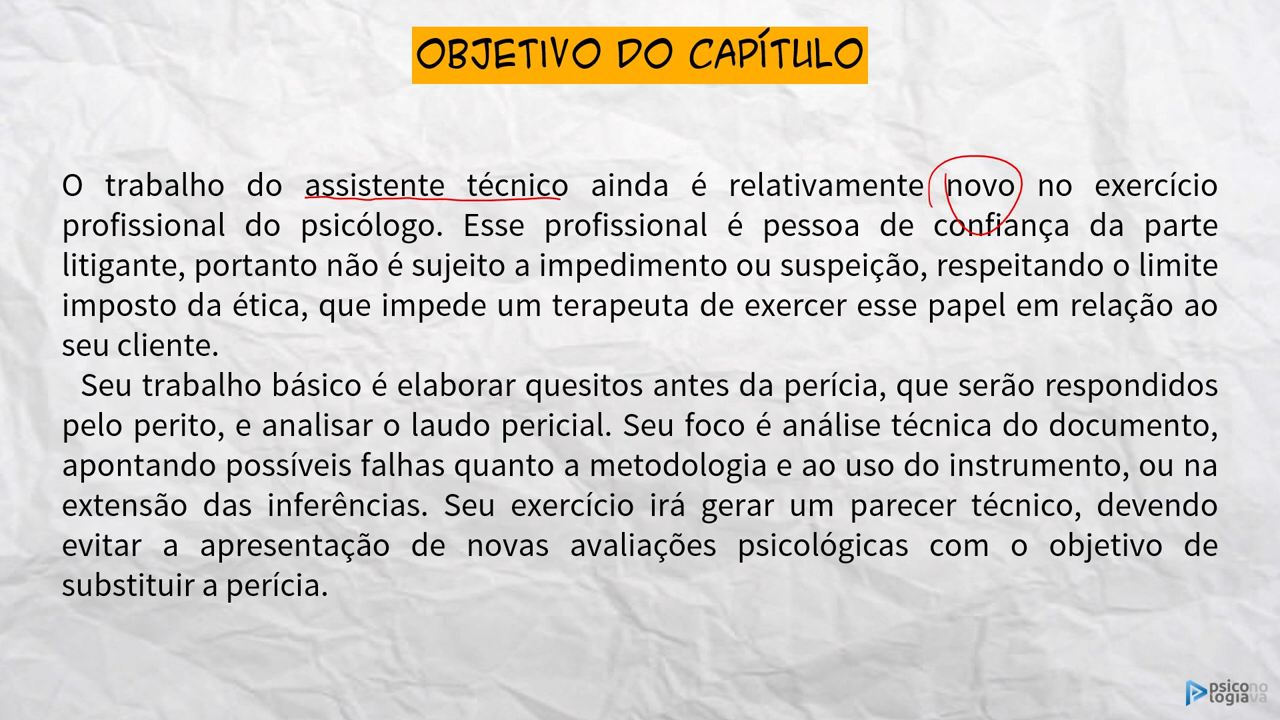 OBJETIVO DO CAPÍTULO
O trabalho do assistente técnico ainda é relativamente novo no exercício
profissional do psicólogo. Esse profissional é pessoa de confiança da parte
litigante, portanto não é sujeito a impedimento ou suspeição, respeitando o limite
imposto da ética, que impede um terapeuta de exercer esse papel em relação ao
seu cliente.
Seu trabalho básico é elaborar quesitos antes da perícia, que serão respondidos
pelo perito, e analisar o laudo pericial. Seu foco é análise técnica do documento,
apontando possíveis falhas quanto a metodologia e ao uso do instrumento, ou na
extensão das inferências. Seu exercício irá gerar um parecer técnico, devendo
evitar a apresentação de novas avaliações psicológicas com o objetivo de
substituir a perícia.
psicono
logiava